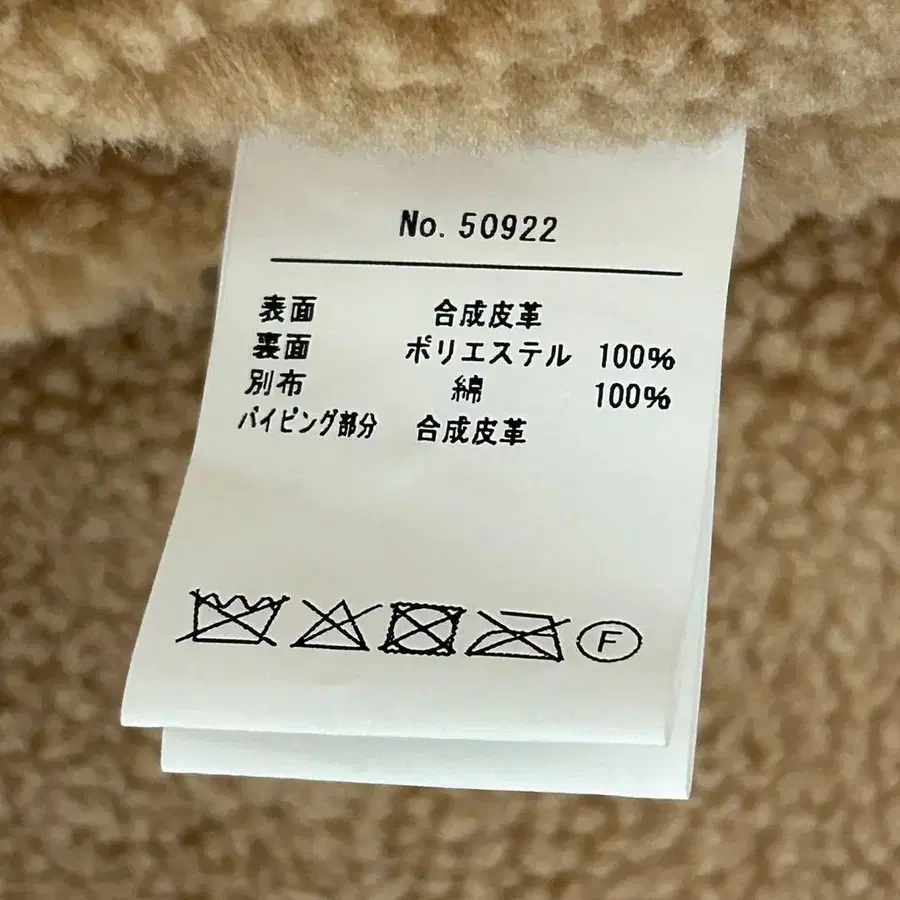 No. 50922
表面 合成皮革
裏面 ポリエステル 100%
別布 綿 100%
パイピング部分 合成皮革
F